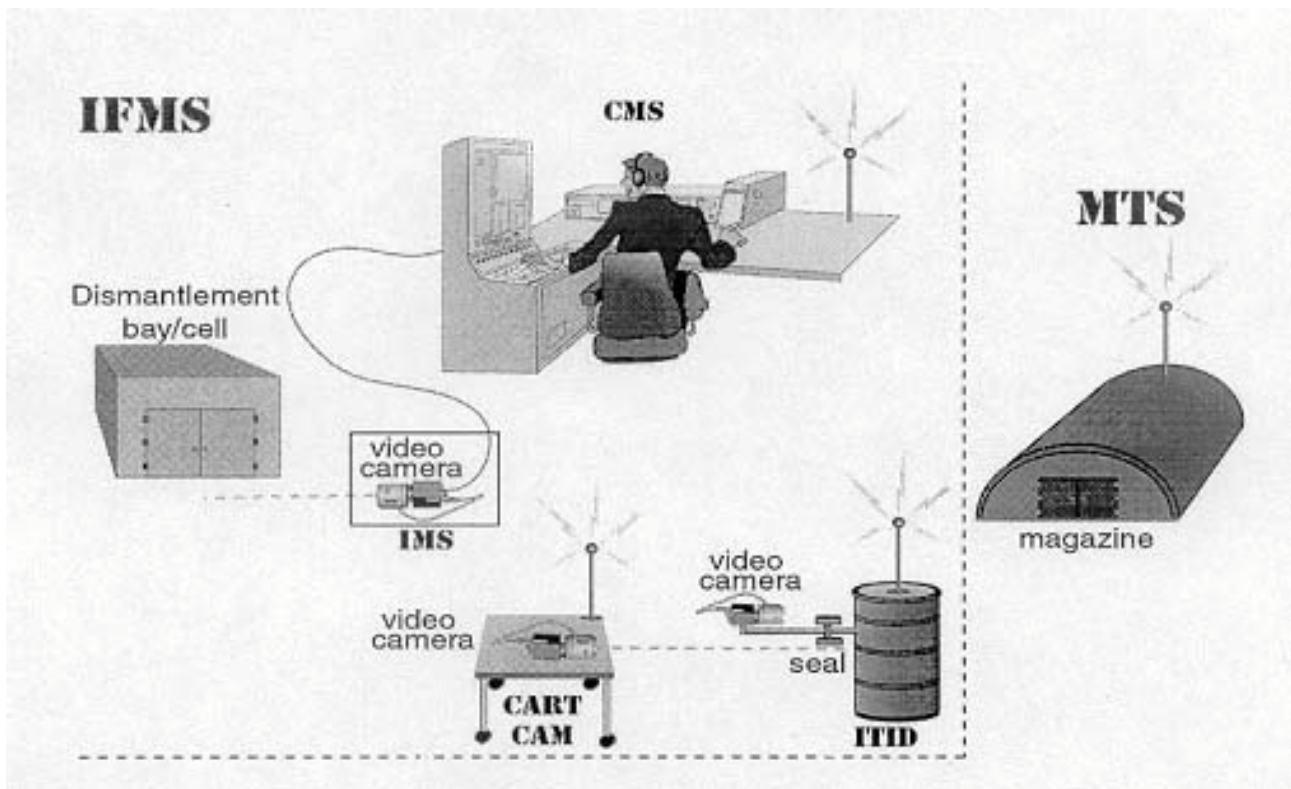 IFMS
CMS
MTS
Dismantlement
bay/cell
video
camera
IMS
magazine
video
camera
video
camera
seal
CART
CAM
ITID